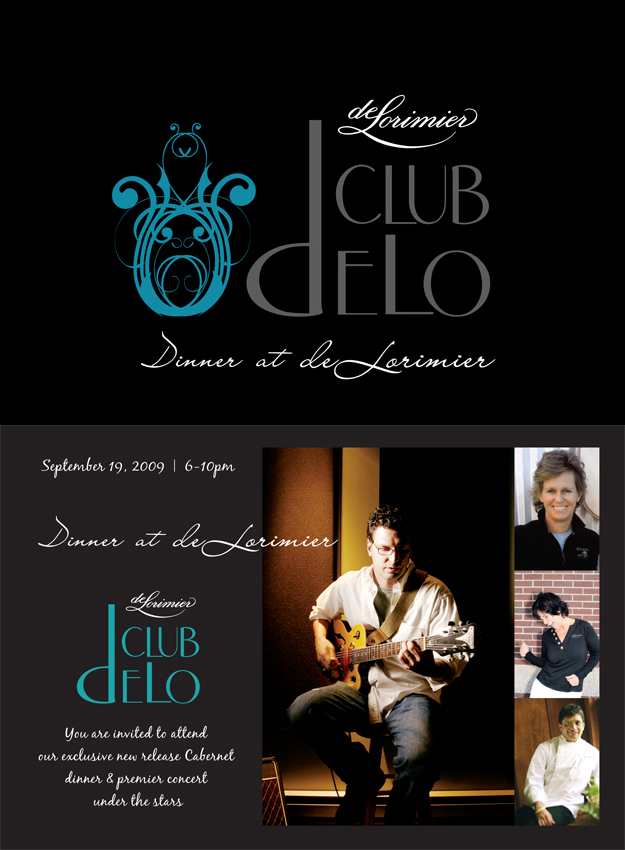 deLorimier
CLUB
dELO
Dinner at deLorimier
September 19, 2009 | 6-10pm
Dinner at deLorimier
deLorimier
CLUB
dELO
You are invited to attend
our exclusive new release Cabernet
dinner & premier concert
under the stars